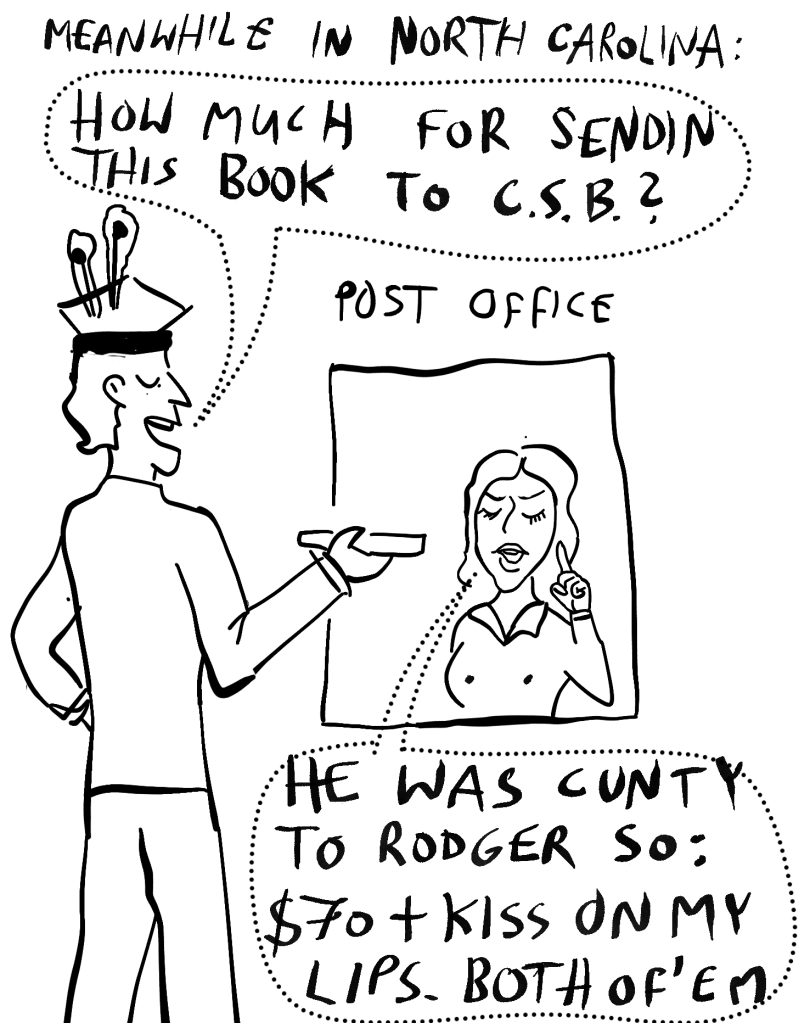 MEANWHILE IN NORTH CAROLINA:
HOW MUCH FOR SENDIN
THIS BOOK TO C.S.B.?
POST OFFICE
HE WAS CUNTY
TO RODGER SO:
$70 + KISS ON MY
LIPS. BOTH OF'EM